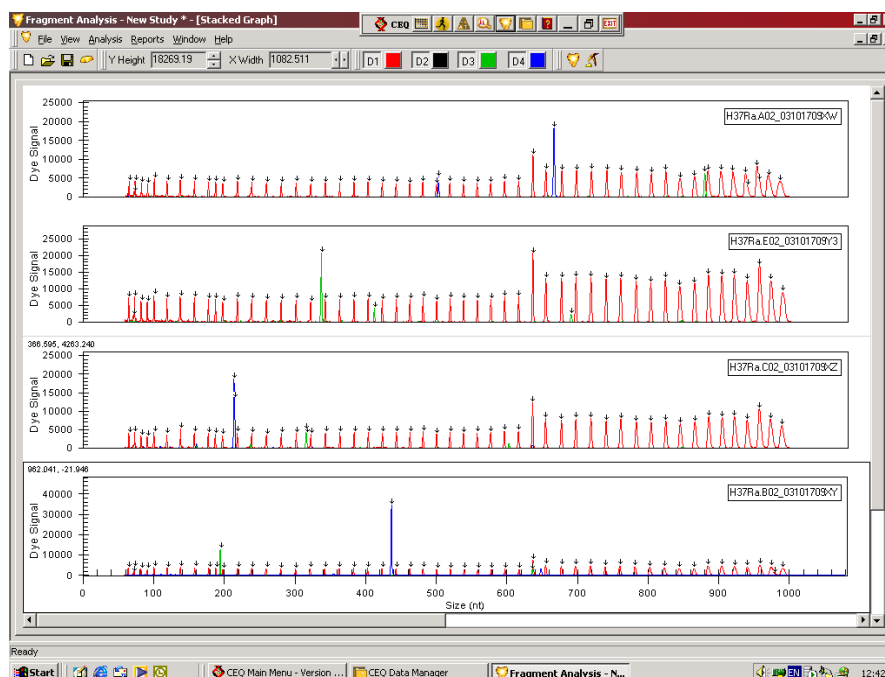 Fragment Analysis - New Study * - [Stacked Graph]
CEQ
EXIT
File View Analysis Reports Window Help
Y Height 18269.19 X Width 1082.511 D1 D2 D3 D4
25000
20000
15000
10000
5000
0
Dye Signal
H37Ra.A02_03101709XW
25000
20000
15000
10000
5000
0
Dye Signal
H37Ra.E02_03101709Y3
366.595, 4263.240
25000
20000
15000
10000
5000
0
Dye Signal
H37Ra.C02_03101709XZ
962.041, -21.946
40000
30000
20000
10000
0
Dye Signal
H37Ra.B02_03101709XY
0 100 200 300 400 500 600 700 800 900 1000
Size (nt)
Ready
Start CEQ Main Menu - Version ... CEQ Data Manager Fragment Analysis - N... EN 12:42